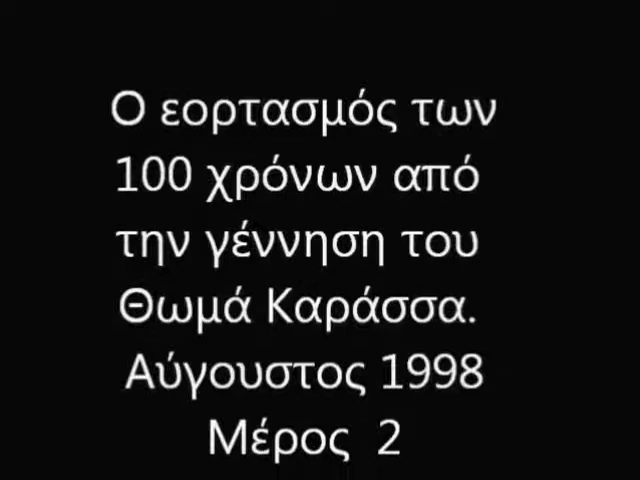 Ο εορτασμός των
100 χρόνων από
την γέννηση του
Θωμά Καράσσα.
Αύγουστος 1998
Μέρος 2